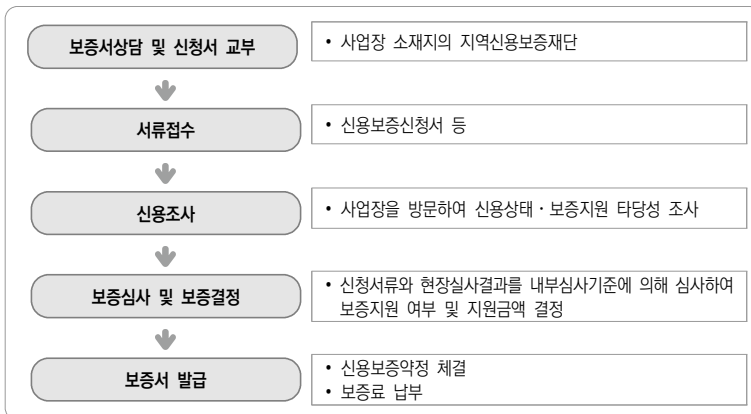 보증서상담 및 신청서 교부
• 사업장 소재지의 지역신용보증재단
서류접수
• 신용보증신청서 등
신용조사
• 사업장을 방문하여 신용상태・보증지원 타당성 조사
보증심사 및 보증결정
• 신청서류와 현장실사결과를 내부심사기준에 의해 심사하여
보증지원 여부 및 지원금액 결정
보증서 발급
• 신용보증약정 체결
• 보증료 납부